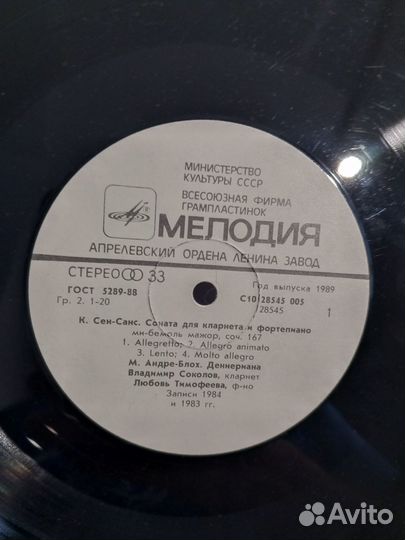 МИНИСТЕРСТВО
КУЛЬТУРЫ СССР
ВСЕСОЮЗНАЯ ФИРМА
ГРАМПЛАСТИНОК
МЕЛОДИЯ
АПРЕЛЕВСКИЙ ОРДЕНА ЛЕНИНА ЗАВОД
СТЕРЕО 33
Год выпуска 1989
ГОСТ 5289-88
С10 28545 005
Гр. 2. 1-20
28545
1
К. Сен-Санс. Соната для кларнета и фортепиано
ми-бемоль мажор, соч. 167
1. Allegretto; 2. Allegro animato
3. Lento; 4. Molto allegro
М. Андре-Блох. Деннериана
Владимир Соколов, кларнет
Любовь Тимофеева, ф-но
Записи 1984
и 1983 гг.
Avito